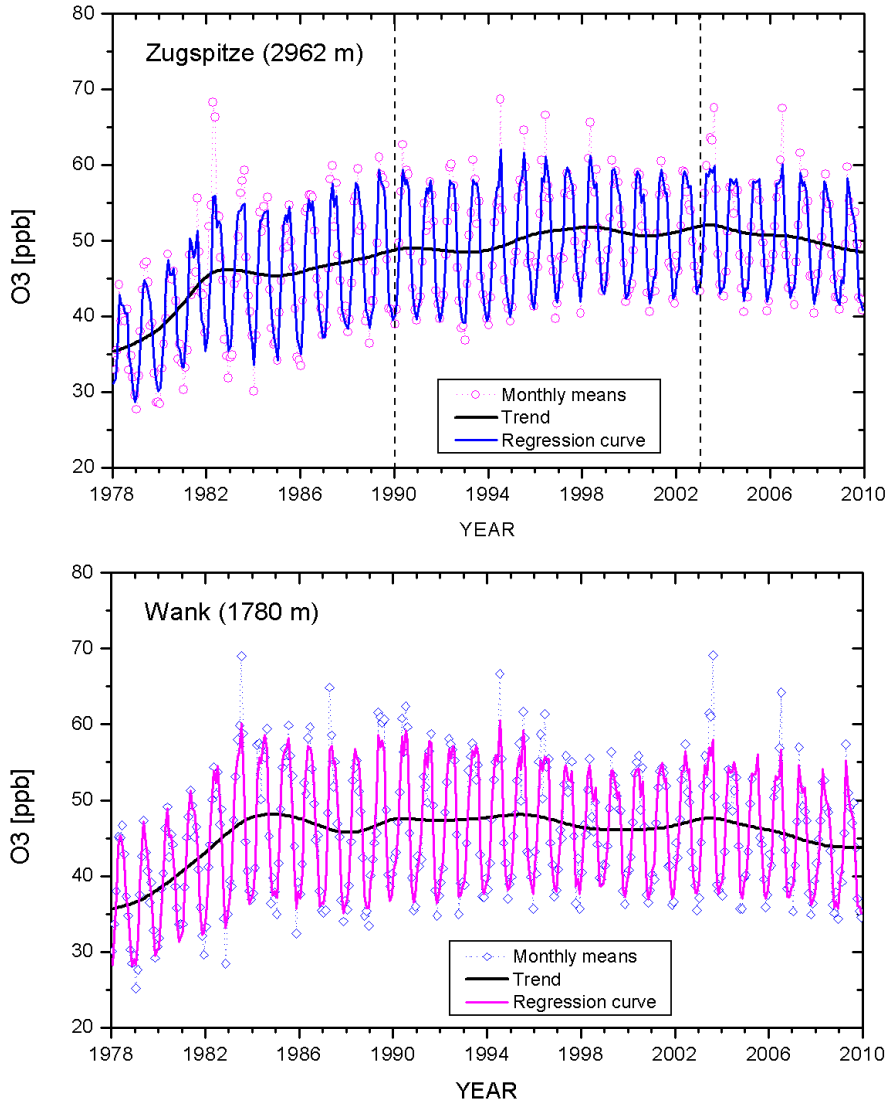 80
Zugspitze (2962 m)
70
60
50
O3 [ppb]
40
Monthly means
Trend
30
Regression curve
20
1978 1982 1986 1990 1994 1998 2002 2006 2010
YEAR
80
Wank (1780 m)
70
60
50
O3 [ppb]
40
30
Monthly means
Trend
Regression curve
20
1978 1982 1986 1990 1994 1998 2002 2006 2010
YEAR